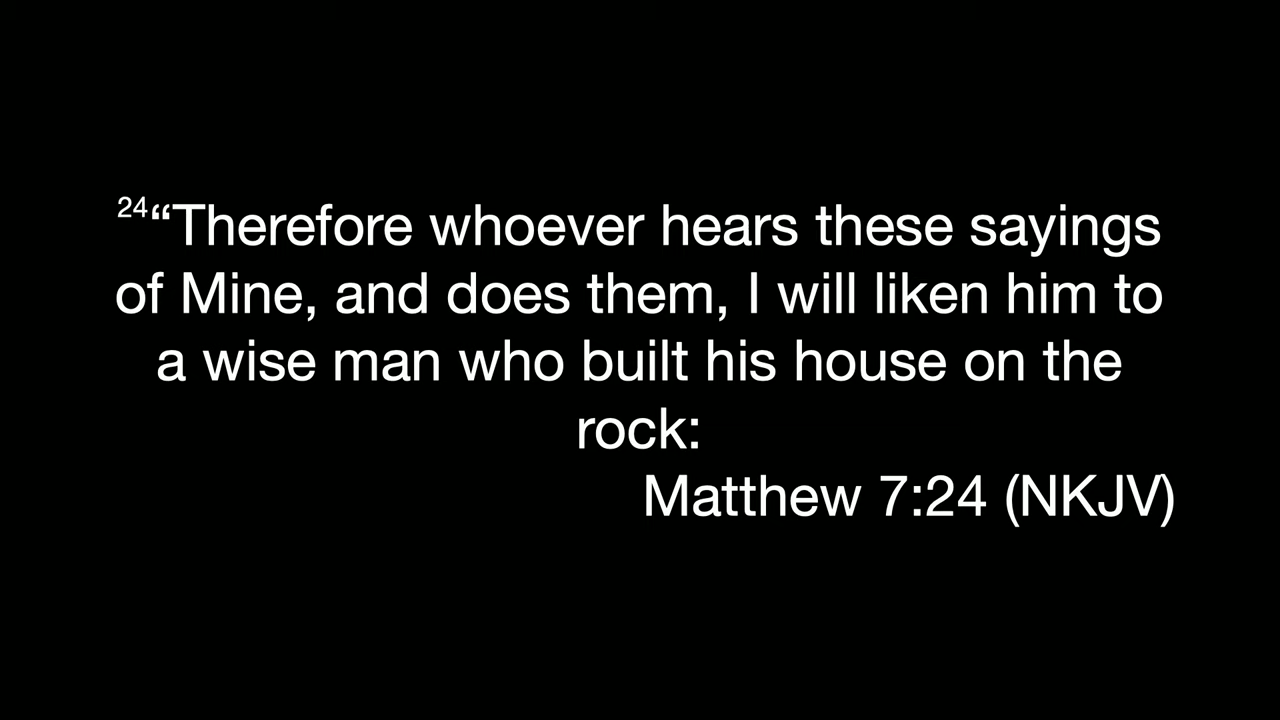 24“Therefore whoever hears these sayings
of Mine, and does them, I will liken him to
a wise man who built his house on the
rock:
Matthew 7:24 (NKJV)